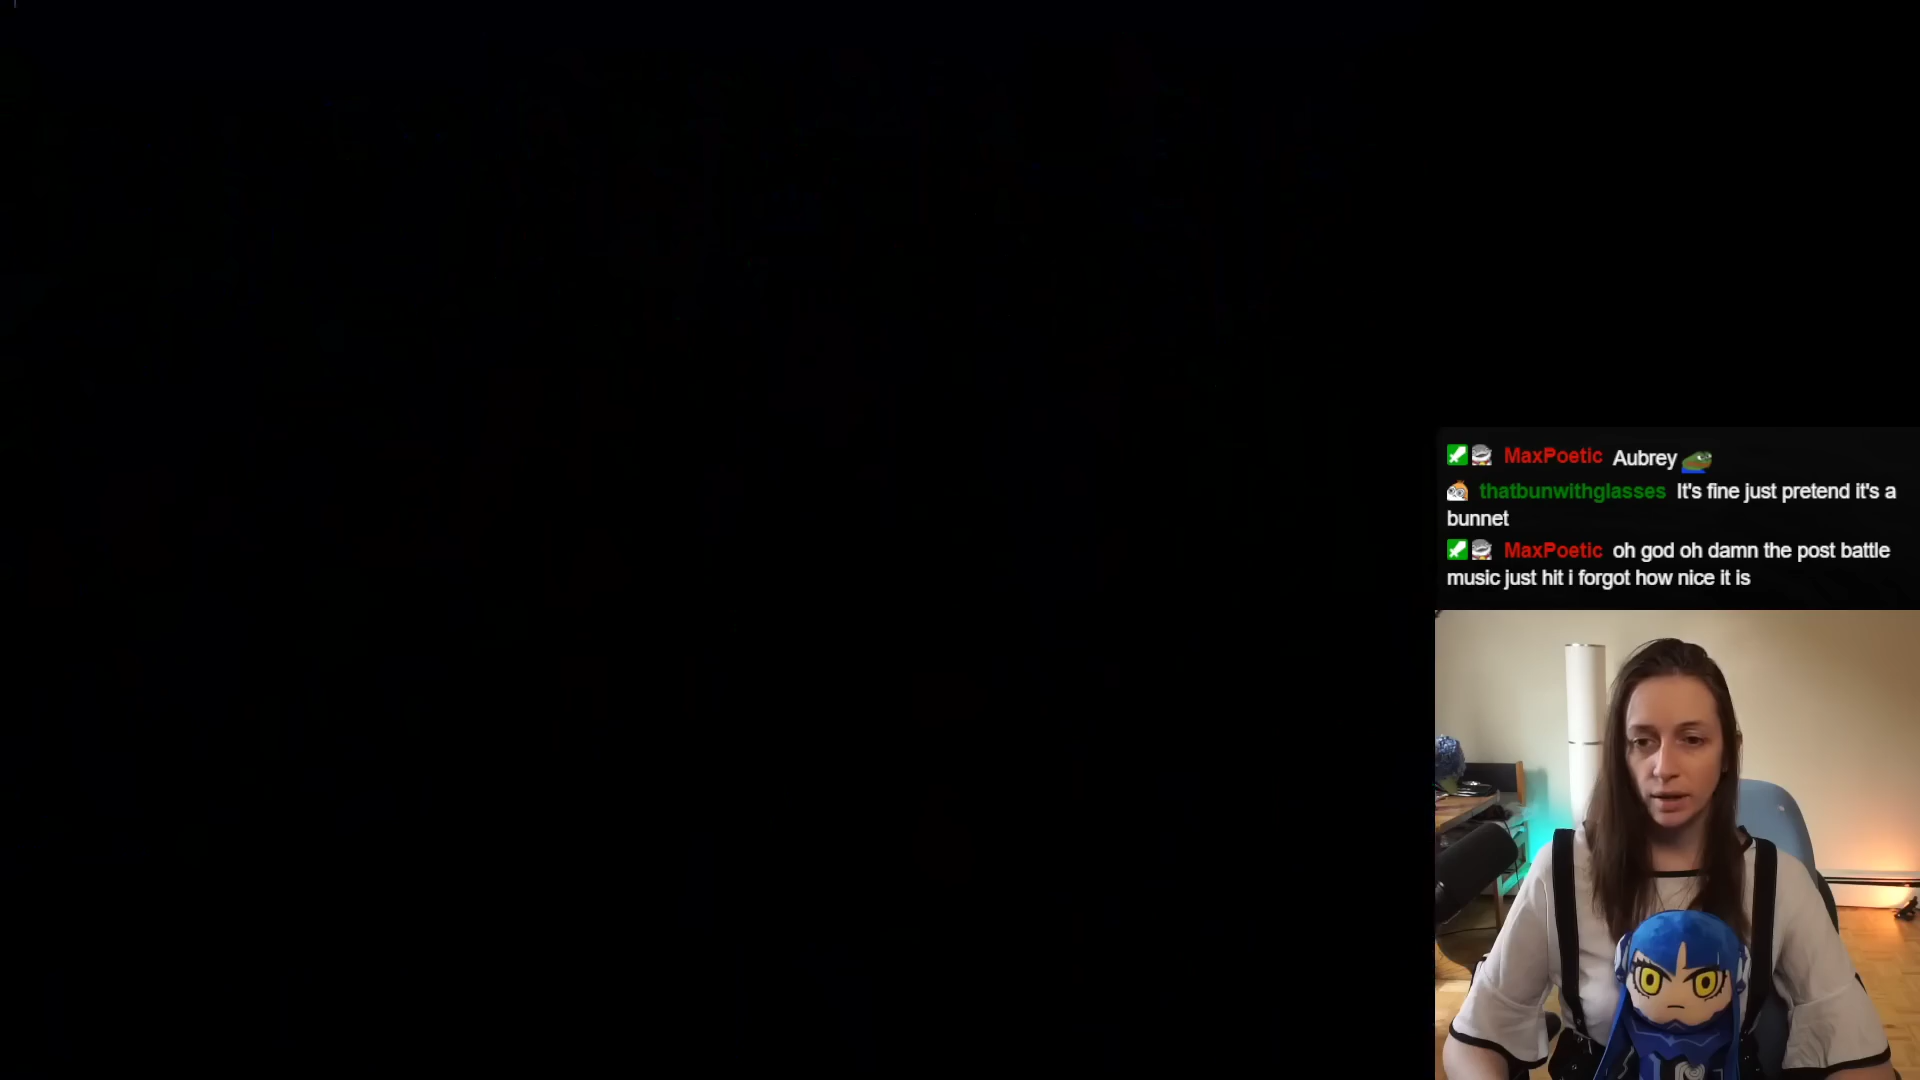 MaxPoetic Aubrey
thatbunwithglasses It's fine just pretend it's a
bunnet
MaxPoetic oh god oh damn the post battle
music just hit i forgot how nice it is